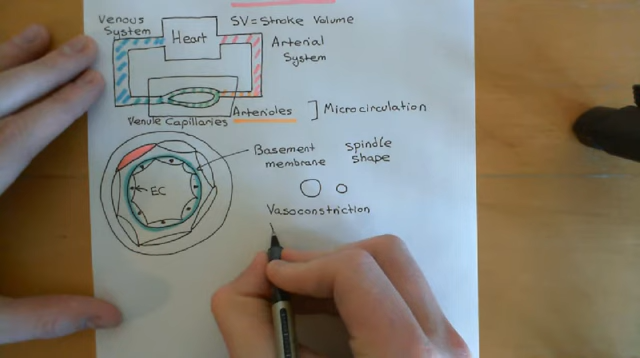 Venous
System
SV = Stroke Volume
Heart
Arterial
System
Arterioles
Microcirculation
Venule Capillaries
Basement
membrane
Spindle
shape
EC
Vasoconstriction